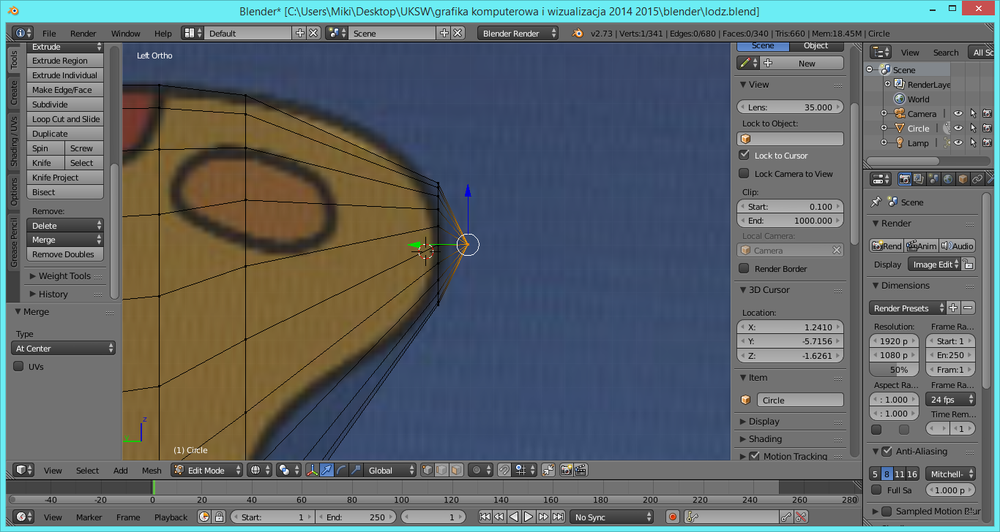 Blender* [C:\Users\Miki\Desktop\UKSW\grafika komputerowa i wizualizacja 2014 2015\blender\lodz.blend]
File Render Window Help Default Scene Blender Render v2.73 | Verts:1/341 | Edges:0/680 | Faces:0/340 | Tris:660 | Mem:18.45M | Circle
Tools
Create
Shading / UVs
Options
Grease Pencil
Extrude
Extrude Region
Extrude Individual
Make Edge/Face
Subdivide
Loop Cut and Slide
Duplicate
Spin Screw
Knife Select
Knife Project
Bisect
Remove:
Delete
Merge
Remove Doubles
Weight Tools
History
Merge
Type
At Center
UVs
Left Ortho
z
y
(1) Circle
Scene Object
New
View
Lens: 35.000
Lock to Object:
Lock to Cursor
Lock Camera to View
Clip:
Start: 0.100
End: 1000.000
Local Camera:
Camera
Render Border
3D Cursor
Location:
X: 1.2410
Y: -5.7156
Z: -1.6261
Item
Circle
Display
Shading
Motion Tracking
View Search All Sc
Scene
RenderLaye
World
Camera
Circle
Lamp
Scene
Render
Rend Anim Audio
Display Image Edit
Dimensions
Render Presets
Resolution: Frame Ra...
1920 p Start: 1
1080 p En:250
50% Fram:1
Aspect Ra... Frame Ra...
: 1.000 24 fps
: 1.000 Time Rem...
1
Anti-Aliasing
5 8 11 16 Mitchell-
Full Sa 1.000 p
Sampled Motion Blur
View Select Add Mesh Edit Mode Global
-40 -20 0 20 40 60 80 100 120 140 160 180 200 220 240 260 280
View Marker Frame Playback Start: 1 End: 250 1 No Sync